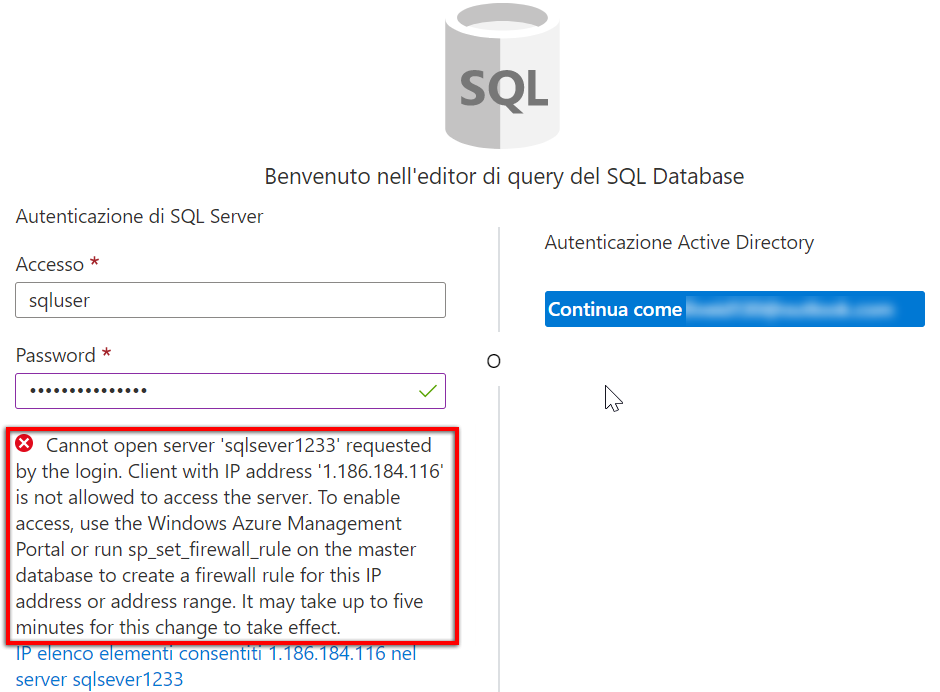 SQL
Benvenuto nell'editor di query del SQL Database
Autenticazione di SQL Server
Accesso *
sqluser
Password *
•••••••••••••••
Cannot open server 'sqlsever1233' requested
by the login. Client with IP address '1.186.184.116'
is not allowed to access the server. To enable
access, use the Windows Azure Management
Portal or run sp_set_firewall_rule on the master
database to create a firewall rule for this IP
address or address range. It may take up to five
minutes for this change to take effect.
IP elenco elementi consentiti 1.186.184.116 nel
server sqlsever1233
O
Autenticazione Active Directory
Continua come